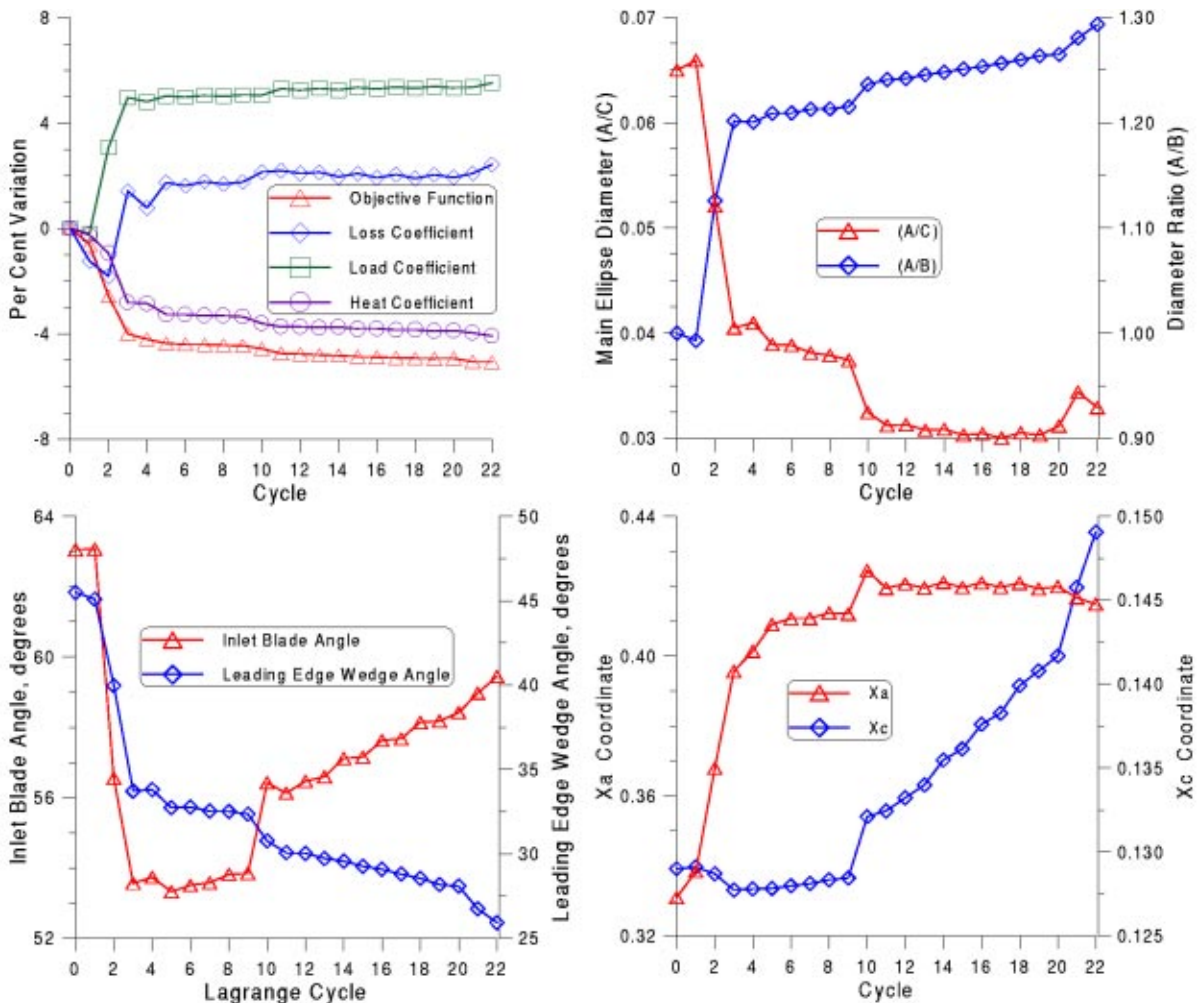 8
4
0
-4
-8
Per Cent Variation
Objective Function
Loss Coefficient
Load Coefficient
Heat Coefficient
0 2 4 6 8 10 12 14 16 18 20 22
Cycle
0.07
0.06
0.05
0.04
0.03
Main Ellipse Diameter (A/C)
(A/C)
(A/B)
1.30
1.20
1.10
1.00
0.90
Diameter Ratio (A/B)
0 2 4 6 8 10 12 14 16 18 20 22
Cycle
64
60
56
52
Inlet Blade Angle, degrees
Inlet Blade Angle
Leading Edge Wedge Angle
50
45
40
35
30
25
Leading Edge Wedge Angle, degrees
0 2 4 6 8 10 12 14 16 18 20 22
Lagrange Cycle
0.44
0.40
0.36
0.32
Xa Coordinate
Xa
Xc
0.150
0.145
0.140
0.135
0.130
0.125
Xc Coordinate
0 2 4 6 8 10 12 14 16 18 20 22
Cycle